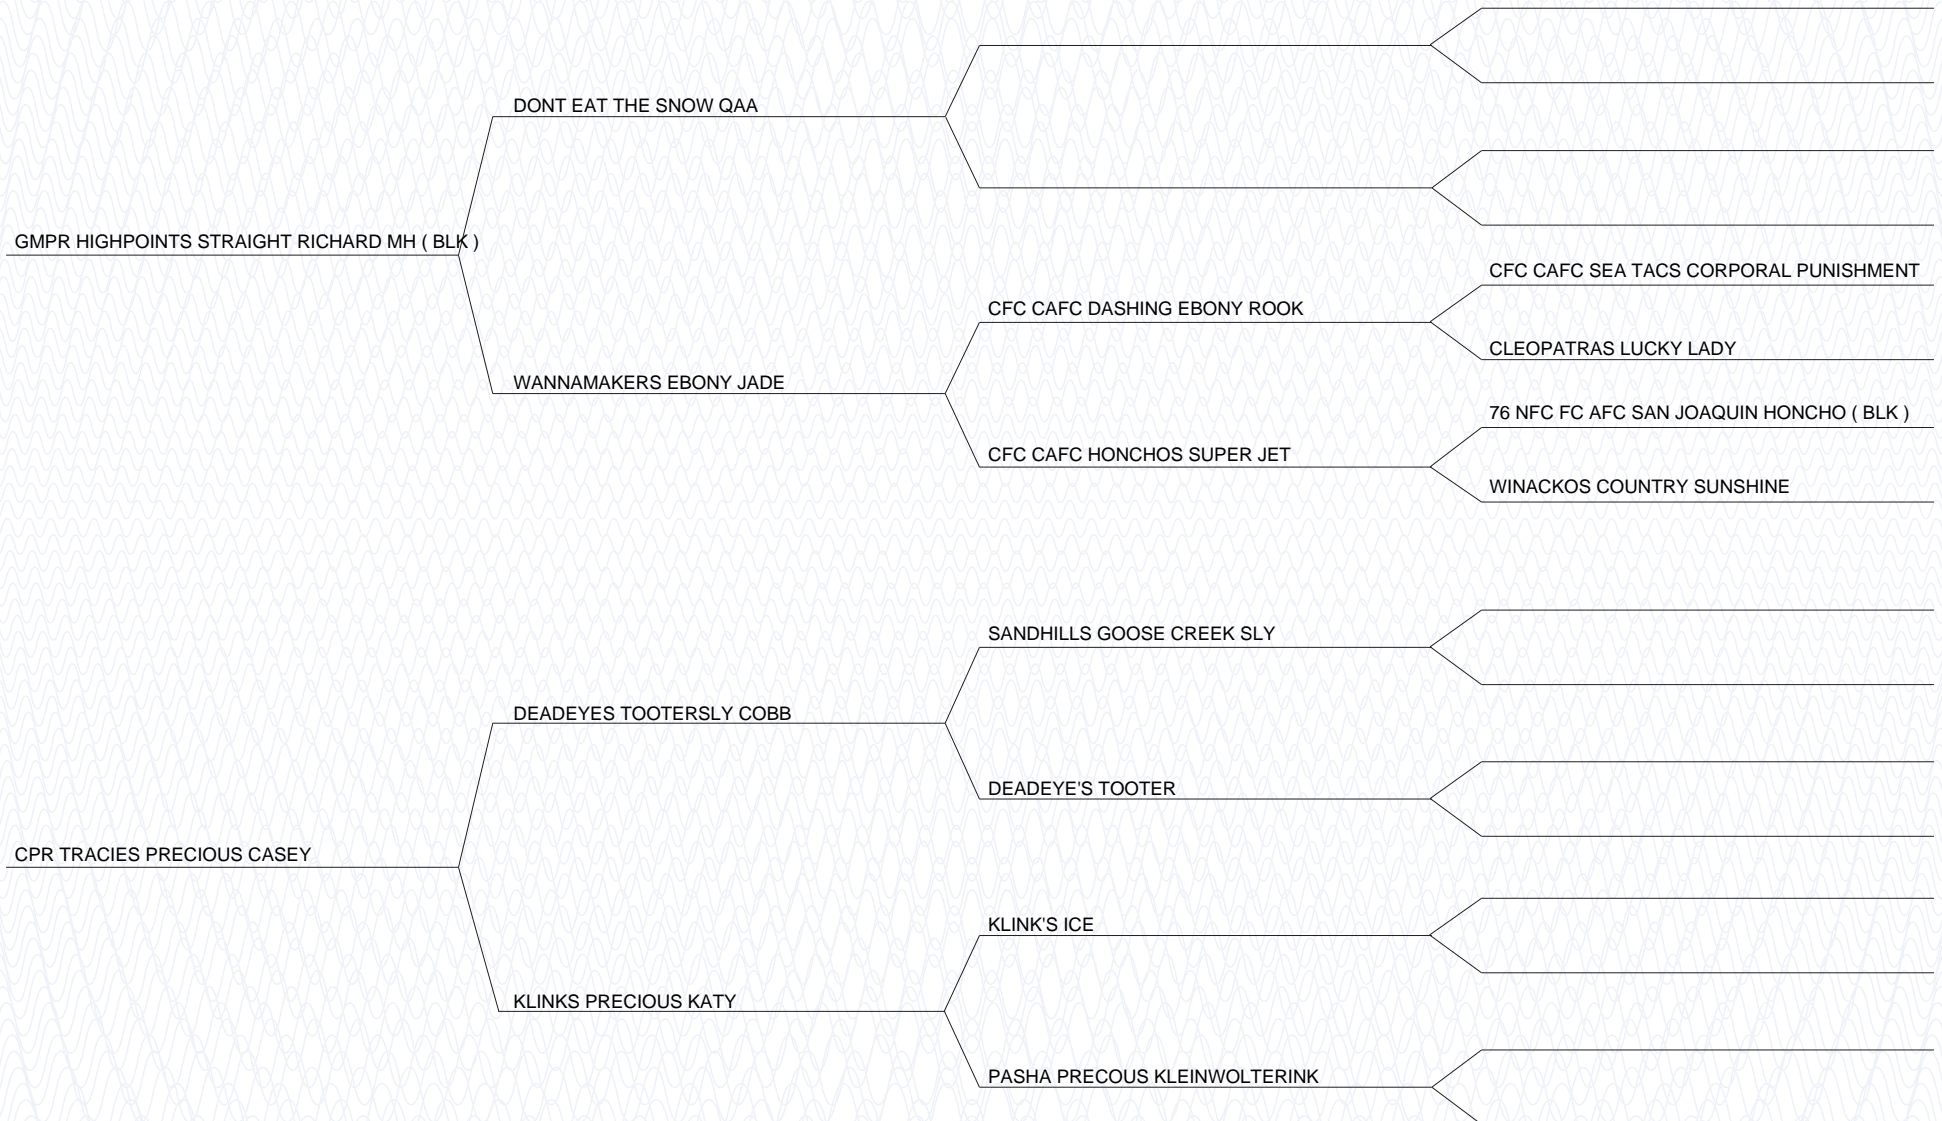 DONT EAT THE SNOW QAA
GMPR HIGHPOINTS STRAIGHT RICHARD MH ( BLK )
CFC CAFC SEA TACS CORPORAL PUNISHMENT
CFC CAFC DASHING EBONY ROOK
CLEOPATRAS LUCKY LADY
WANNAMAKERS EBONY JADE
76 NFC FC AFC SAN JOAQUIN HONCHO ( BLK )
CFC CAFC HONCHOS SUPER JET
WINACKOS COUNTRY SUNSHINE
SANDHILLS GOOSE CREEK SLY
DEADEYES TOOTERSLY COBB
DEADEYE'S TOOTER
CPR TRACIES PRECIOUS CASEY
KLINK'S ICE
KLINKS PRECIOUS KATY
PASHA PRECOUS KLEINWOLTERINK